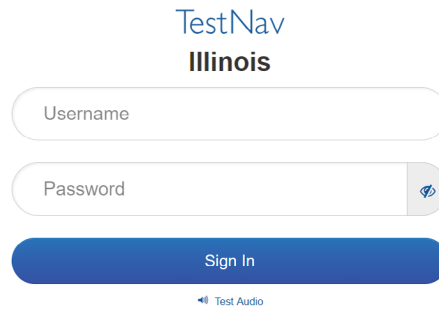 TestNav
Illinois
Username
Password
Sign In
Test Audio